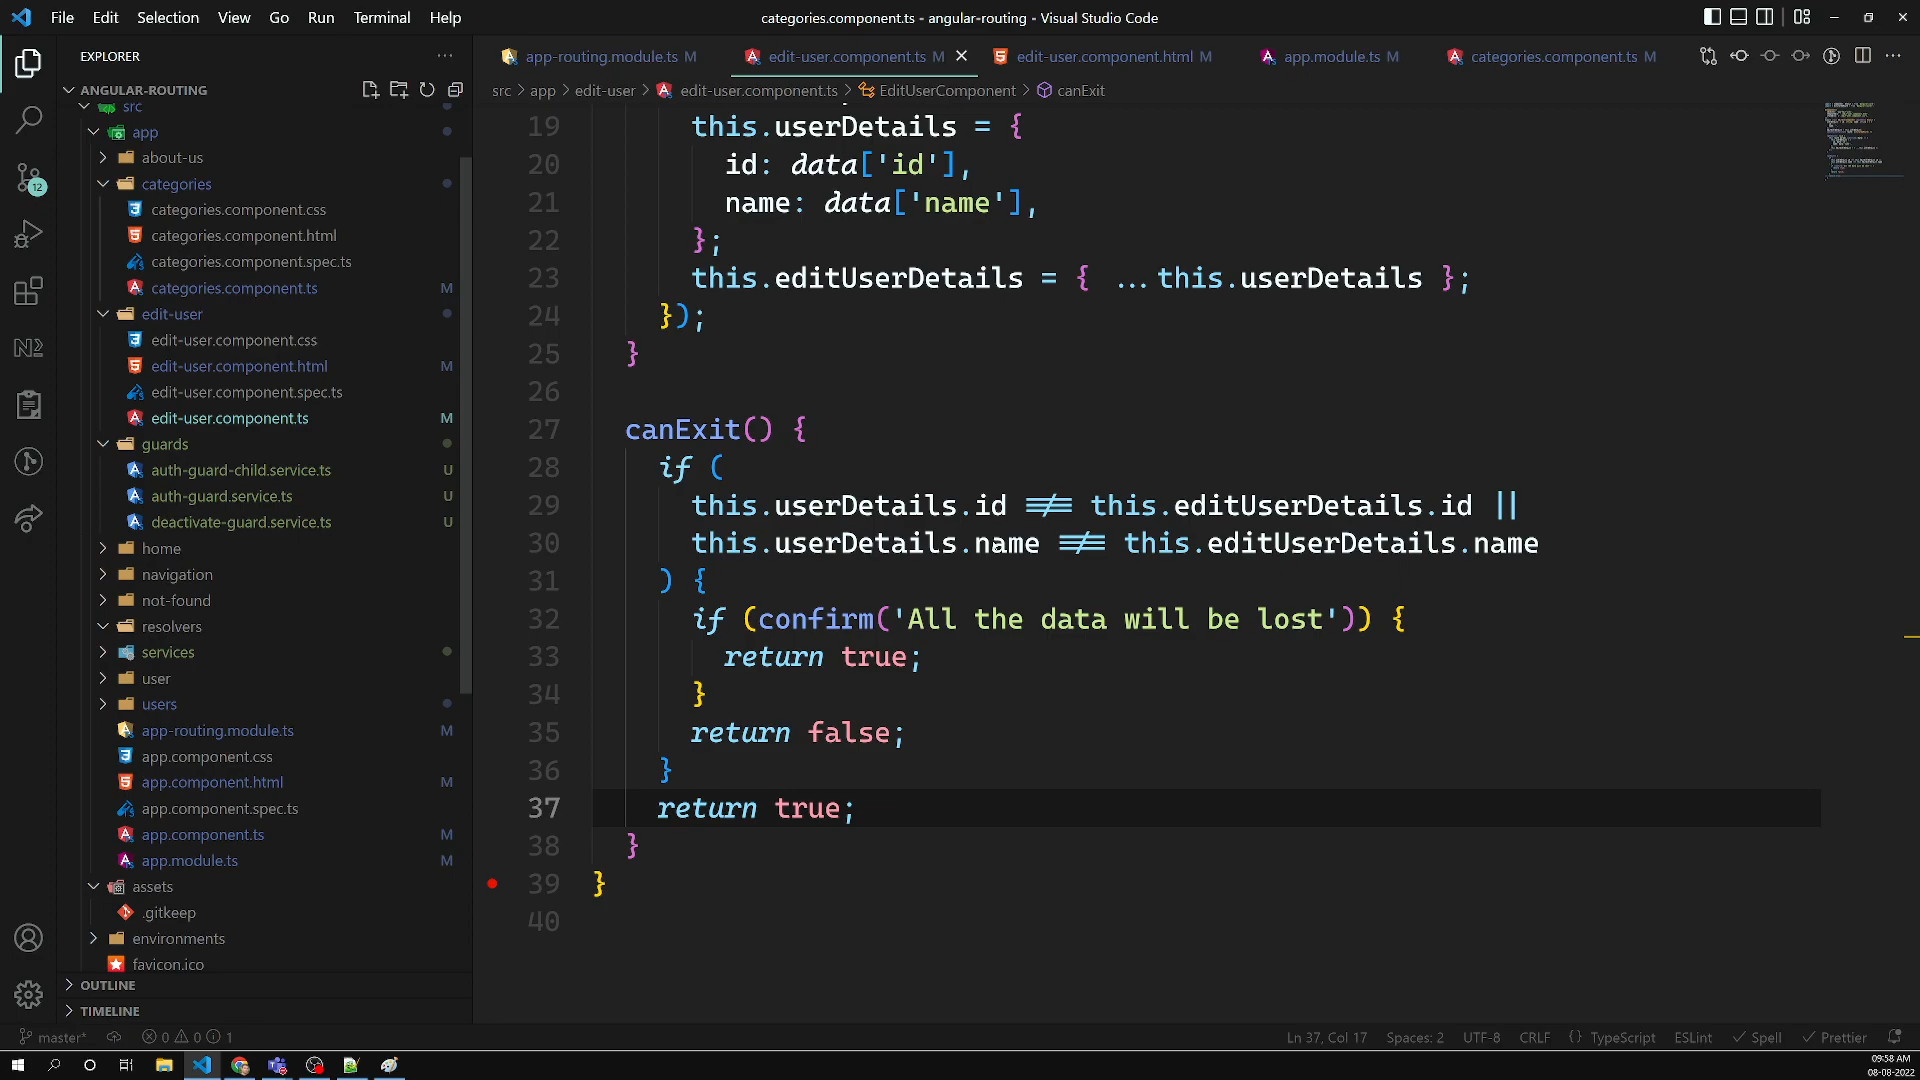 File Edit Selection View Go Run Terminal Help
categories.component.ts - angular-routing - Visual Studio Code
EXPLORER
app-routing.module.ts M
edit-user.component.ts M
edit-user.component.html M
app.module.ts M
categories.component.ts M
ANGULAR-ROUTING
src > app > edit-user > edit-user.component.ts > EditUserComponent > canExit
src
app
about-us
categories
categories.component.css
categories.component.html
categories.component.spec.ts
categories.component.ts M
edit-user
edit-user.component.css
edit-user.component.html M
edit-user.component.spec.ts
edit-user.component.ts M
guards
auth-guard-child.service.ts U
auth-guard.service.ts U
deactivate-guard.service.ts U
home
navigation
not-found
resolvers
services
user
users
app-routing.module.ts M
app.component.css
app.component.html M
app.component.spec.ts
app.component.ts M
app.module.ts M
assets
.gitkeep
environments
favicon.ico
OUTLINE
TIMELINE
12
19 this.userDetails = {
20 id: data['id'],
21 name: data['name'],
22 };
23 this.editUserDetails = { ...this.userDetails };
24 });
25 }
26
27 canExit() {
28 if (
29 this.userDetails.id !== this.editUserDetails.id ||
30 this.userDetails.name !== this.editUserDetails.name
31 ) {
32 if (confirm('All the data will be lost')) {
33 return true;
34 }
35 return false;
36 }
37 return true;
38 }
39 }
40
master* 0 0 1
Ln 37, Col 17 Spaces: 2 UTF-8 CRLF {} TypeScript ESLint Spell Prettier
09:58 AM
08-08-2022